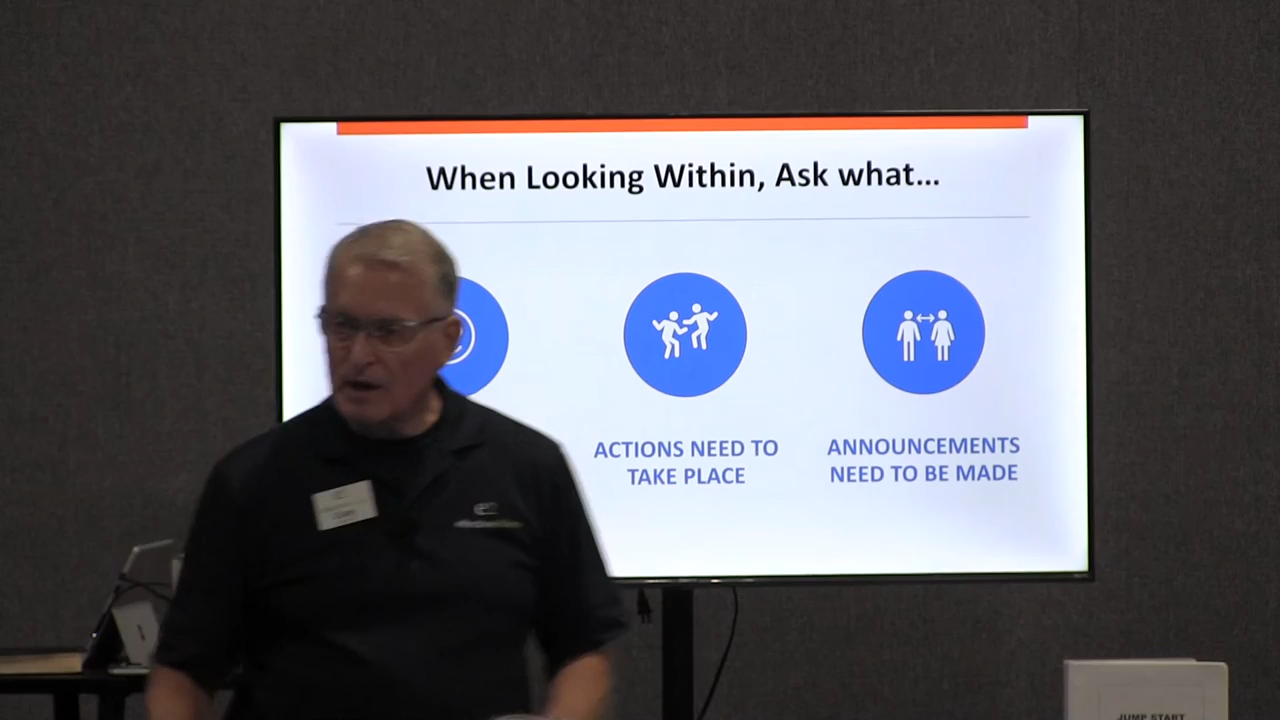 When Looking Within, Ask what...
ACTIONS NEED TO
TAKE PLACE
ANNOUNCEMENTS
NEED TO BE MADE
JUMP START